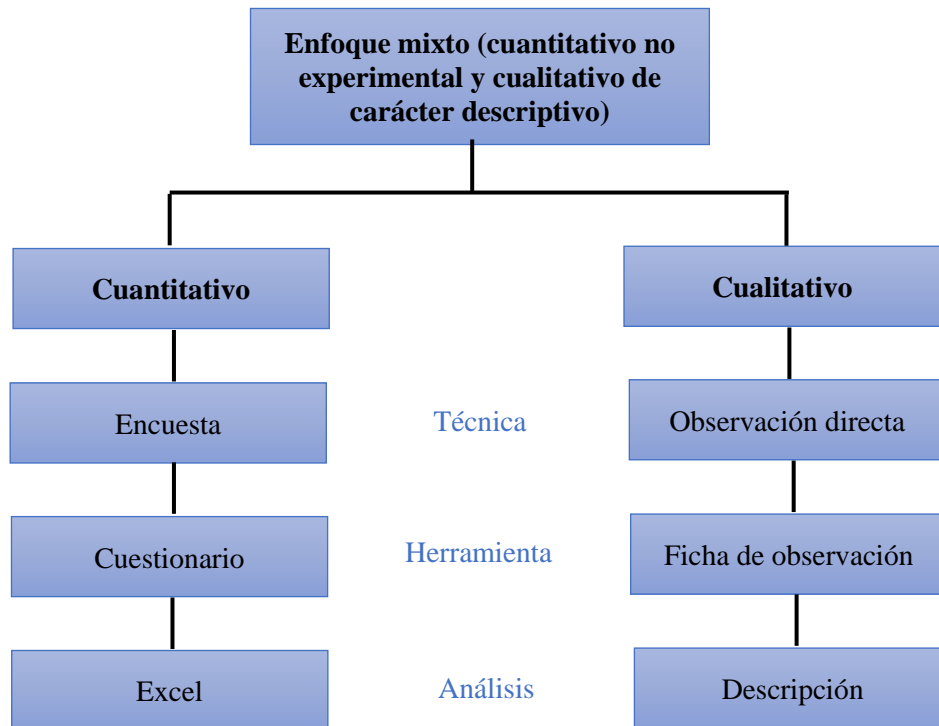 Enfoque mixto (cuantitativo no
experimental y cualitativo de
carácter descriptivo)
Cuantitativo
Cualitativo
Encuesta
Técnica
Observación directa
Cuestionario
Herramienta
Ficha de observación
Excel
Análisis
Descripción